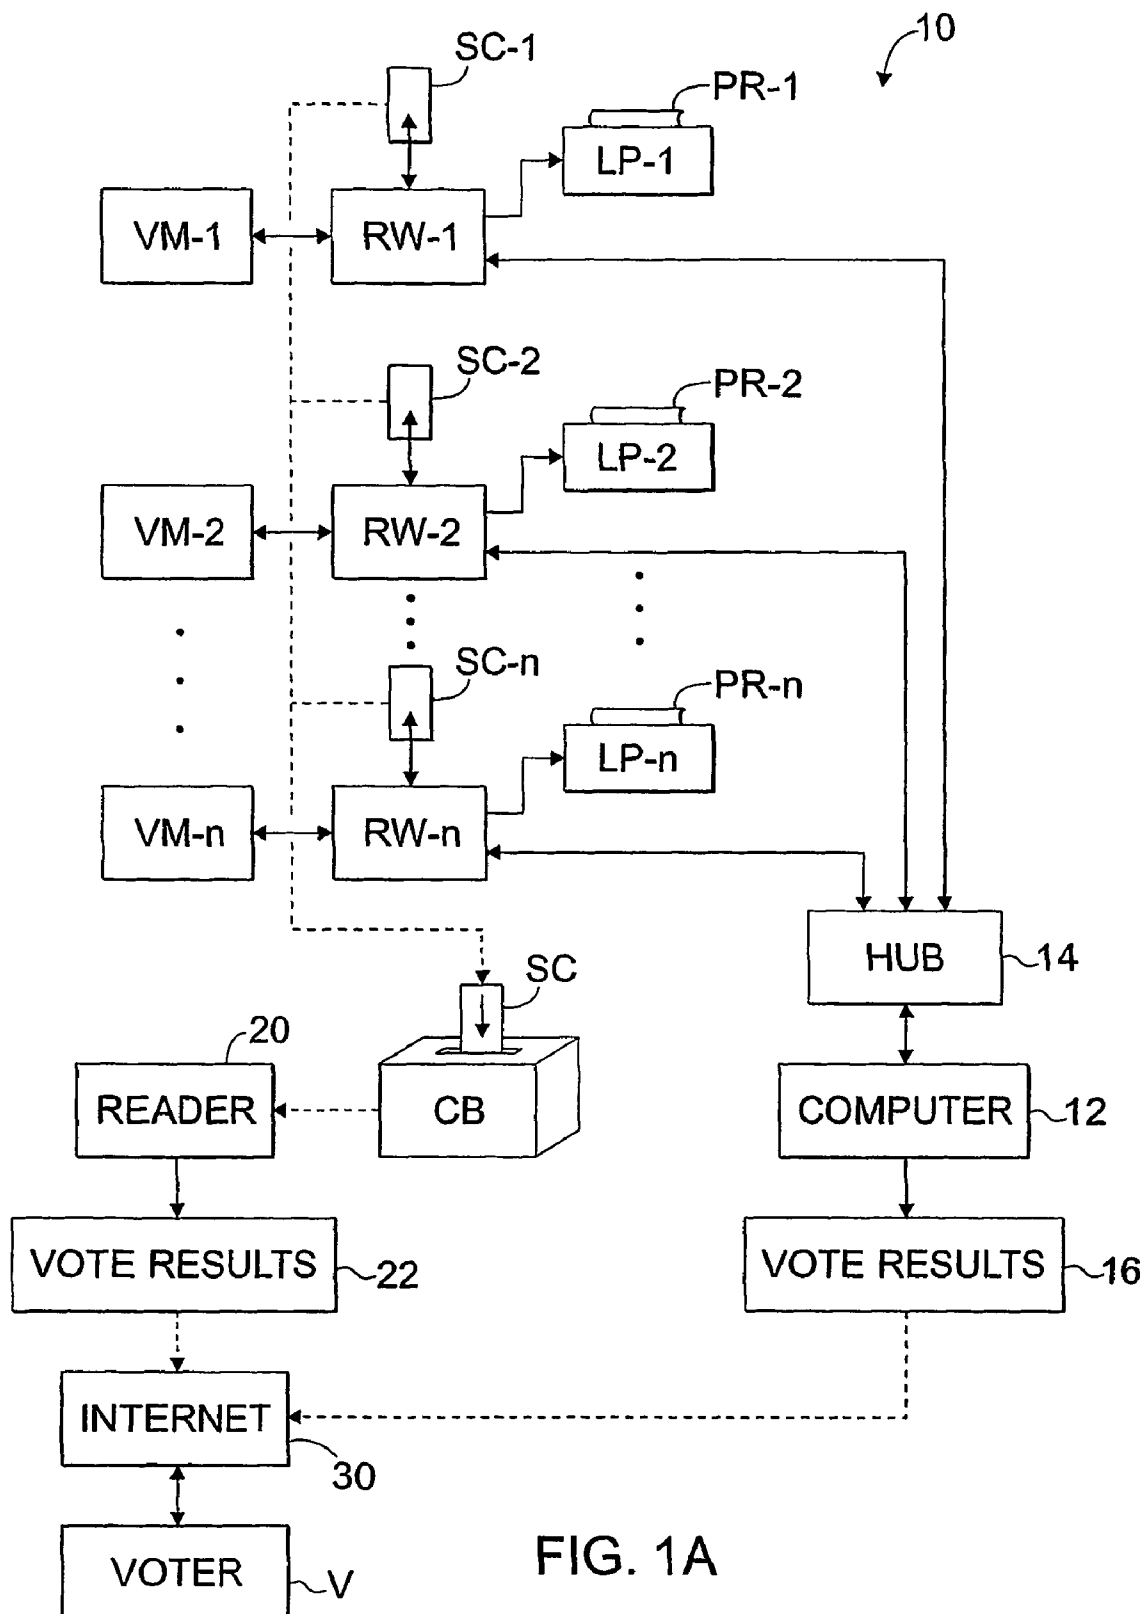 10
SC-1
PR-1
LP-1
VM-1
RW-1
SC-2
PR-2
LP-2
VM-2
RW-2
SC-n
PR-n
LP-n
VM-n
RW-n
HUB
14
SC
20
READER
CB
COMPUTER
12
VOTE RESULTS
22
VOTE RESULTS
16
INTERNET
30
VOTER
V
FIG. 1A